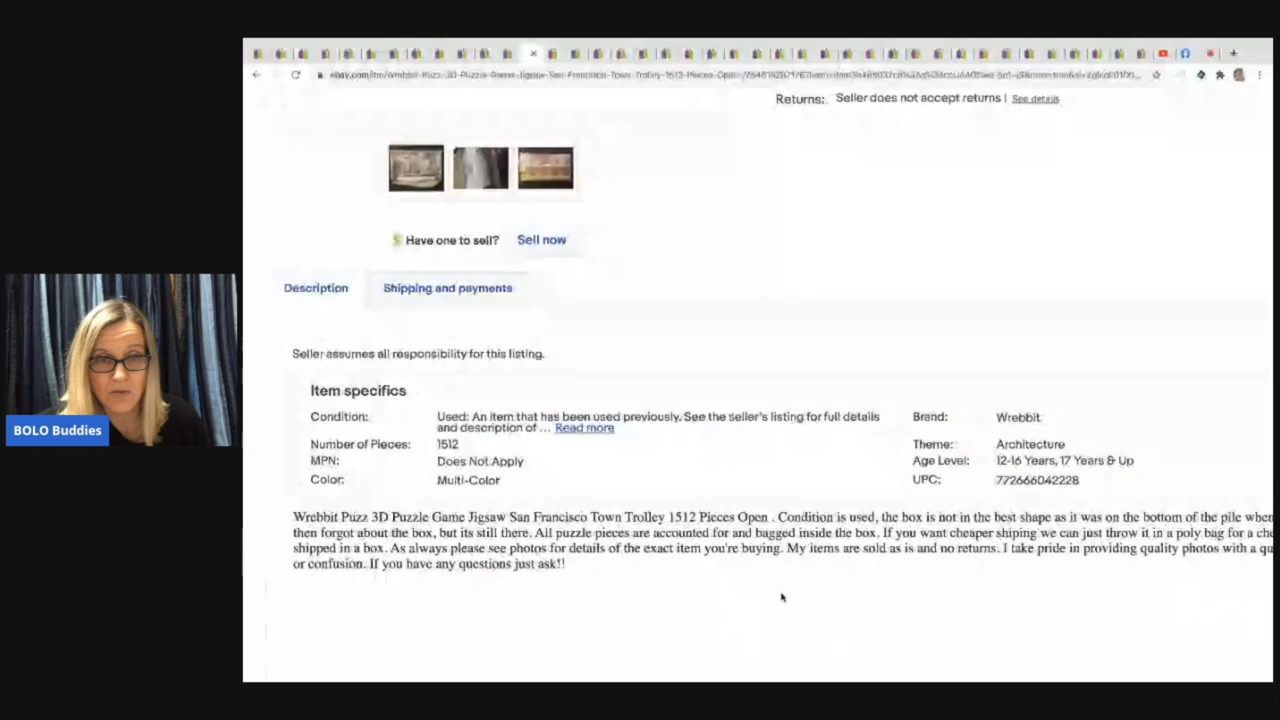 Returns: Seller does not accept returns | See details
Have one to sell? Sell now
Description Shipping and payments
Seller assumes all responsibility for this listing.
Item specifics
Condition: Used: An item that has been used previously. See the seller's listing for full details Brand: Wrebbit
and description of ... Read more
Number of Pieces: 1512 Theme: Architecture
MPN: Does Not Apply Age Level: 12-16 Years, 17 Years & Up
Color: Multi-Color UPC: 772666042228
Wrebbit Puzz 3D Puzzle Game Jigsaw San Francisco Town Trolley 1512 Pieces Open . Condition is used, the box is not in the best shape as it was on the bottom of the pile when
then forgot about the box, but its still there. All puzzle pieces are accounted for and bagged inside the box. If you want cheaper shiping we can just throw it in a poly bag for a che
shipped in a box. As always please see photos for details of the exact item you're buying. My items are sold as is and no returns. I take pride in providing quality photos with a qu
or confusion. If you have any questions just ask!!
BOLO Buddies